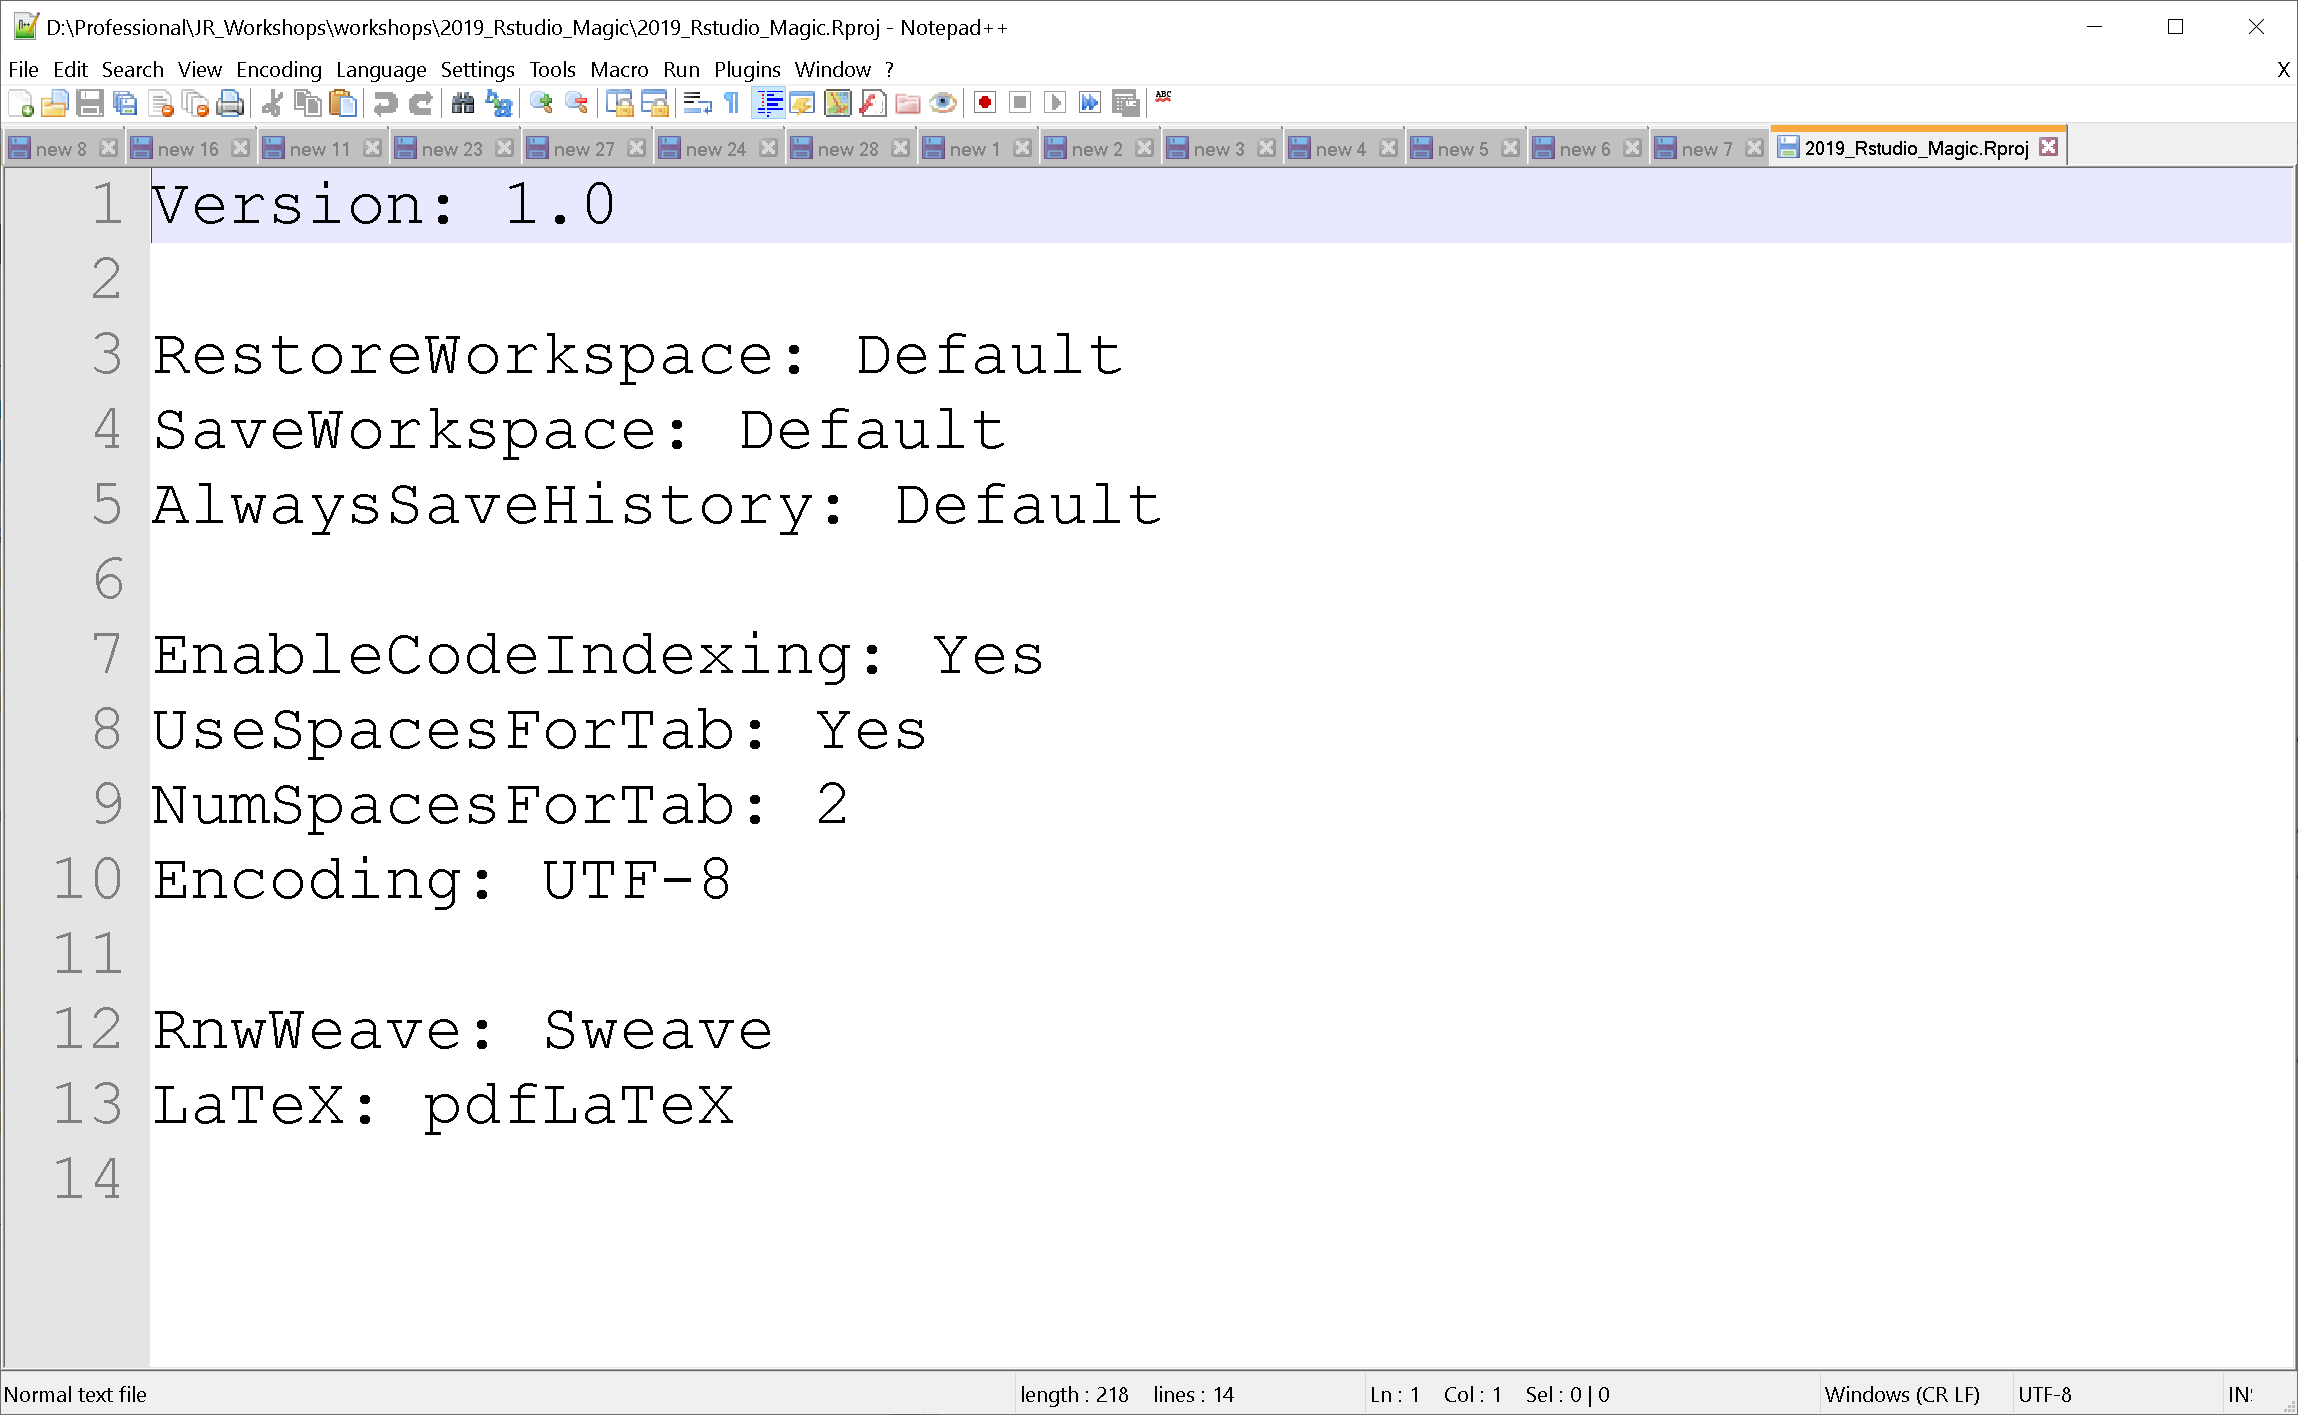 D:\Professional\JR_Workshops\workshops\2019_Rstudio_Magic\2019_Rstudio_Magic.Rproj - Notepad++
File Edit Search View Encoding Language Settings Tools Macro Run Plugins Window ? X
ABC
new 8 new 16 new 11 new 23 new 27 new 24 new 28 new 1 new 2 new 3 new 4 new 5 new 6 new 7 2019_Rstudio_Magic.Rproj
1 Version: 1.0
2
3 RestoreWorkspace: Default
4 SaveWorkspace: Default
5 AlwaysSaveHistory: Default
6
7 EnableCodeIndexing: Yes
8 UseSpacesForTab: Yes
9 NumSpacesForTab: 2
10 Encoding: UTF-8
11
12 RnwWeave: Sweave
13 LaTeX: pdfLaTeX
14
Normal text file length : 218 lines : 14 Ln : 1 Col : 1 Sel : 0 | 0 Windows (CR LF) UTF-8 IN